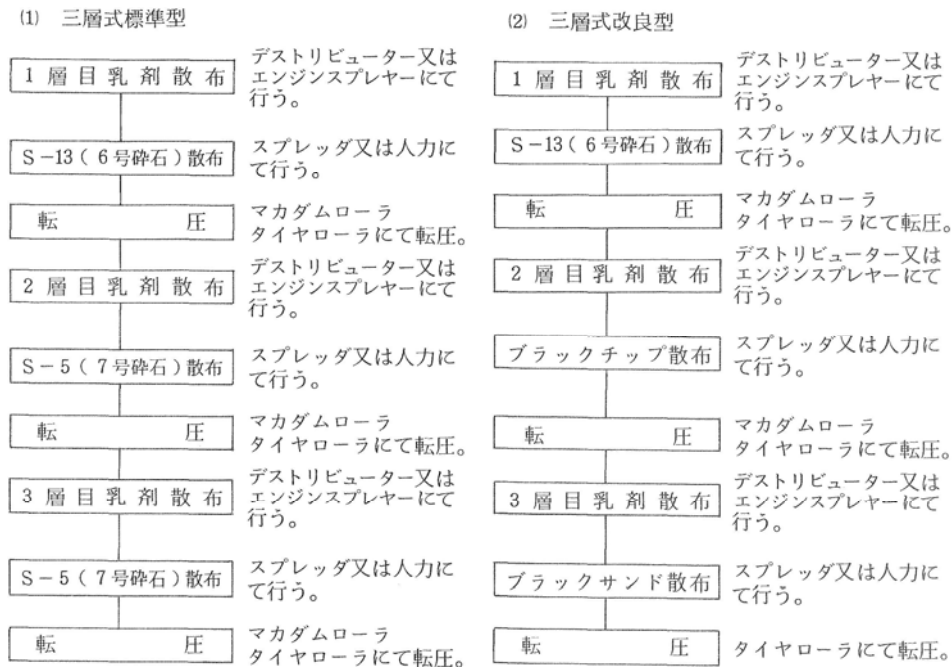 (1) 三層式標準型
1層目乳剤散布
デストリビューター又は
エンジンスプレヤーにて
行う。
S-13(6号砕石)散布
スプレッダ又は人力に
て行う。
転 圧
マカダムローラ
タイヤローラにて転圧。
2層目乳剤散布
デストリビューター又は
エンジンスプレヤーにて
行う。
S-5(7号砕石)散布
スプレッダ又は人力に
て行う。
転 圧
マカダムローラ
タイヤローラにて転圧。
3層目乳剤散布
デストリビューター又は
エンジンスプレヤーにて
行う。
S-5(7号砕石)散布
スプレッダ又は人力に
て行う。
転 圧
マカダムローラ
タイヤローラにて転圧。
(2) 三層式改良型
1層目乳剤散布
デストリビューター又は
エンジンスプレヤーにて
行う。
S-13(6号砕石)散布
スプレッダ又は人力に
て行う。
転 圧
マカダムローラ
タイヤローラにて転圧。
2層目乳剤散布
デストリビューター又は
エンジンスプレヤーにて
行う。
ブラックチップ散布
スプレッダ又は人力に
て行う。
転 圧
マカダムローラ
タイヤローラにて転圧。
3層目乳剤散布
デストリビューター又は
エンジンスプレヤーにて
行う。
ブラックサンド散布
スプレッダ又は人力に
て行う。
転 圧
タイヤローラにて転圧。